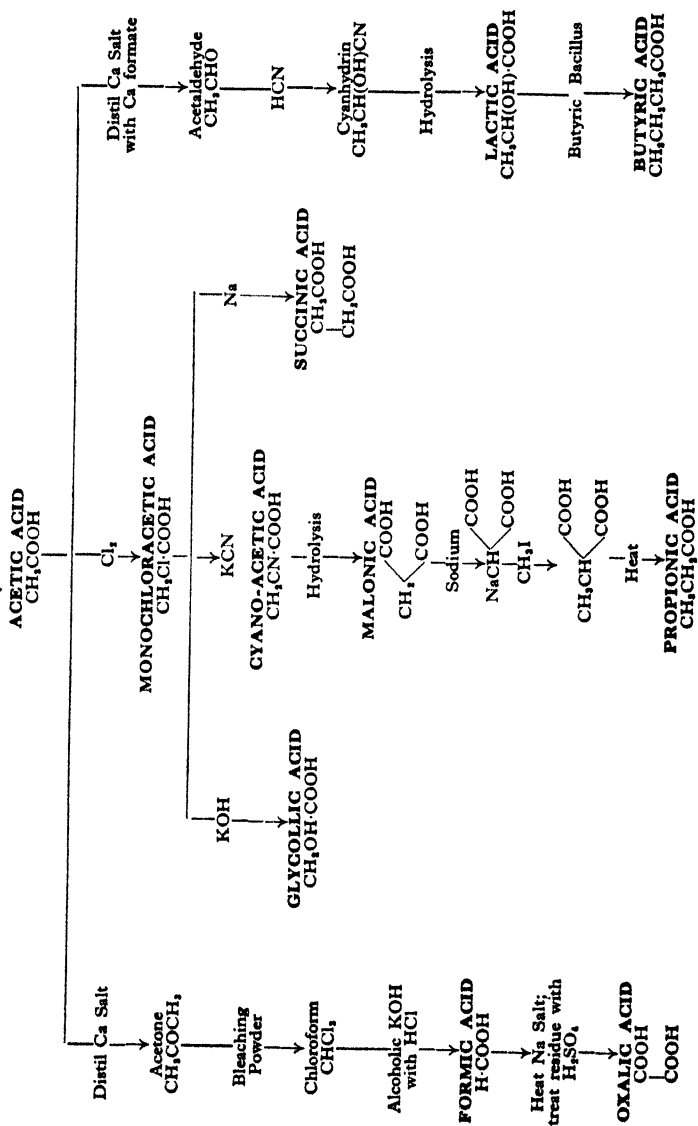 ACETIC ACID
CH₃COOH
Distil Ca Salt
Acetone
CH₃COCH₃
Bleaching
Powder
Chloroform
CHCl₃
Alcoholic KOH
with HCl
FORMIC ACID
H·COOH
Heat Na Salt;
treat residue with
H₂SO₄
OXALIC ACID
COOH
COOH
Cl₂
MONOCHLORACETIC ACID
CH₂Cl·COOH
KOH
GLYCOLLIC ACID
CH₂OH·COOH
KCN
CYANO-ACETIC ACID
CH₂CN·COOH
Hydrolysis
MALONIC ACID
COOH
CH₂
COOH
Sodium
COOH
NaCH
COOH
CH₃I
COOH
CH₃CH
COOH
Heat
PROPIONIC ACID
CH₃CH₂COOH
Na
SUCCINIC ACID
CH₂COOH
CH₂COOH
Distil Ca Salt
with Ca formate
Acetaldehyde
CH₃CHO
HCN
Cyanhydrin
CH₃CH(OH)CN
Hydrolysis
LACTIC ACID
CH₃CH(OH)·COOH
Butyric Bacillus
BUTYRIC ACID
CH₃CH₂CH₂COOH